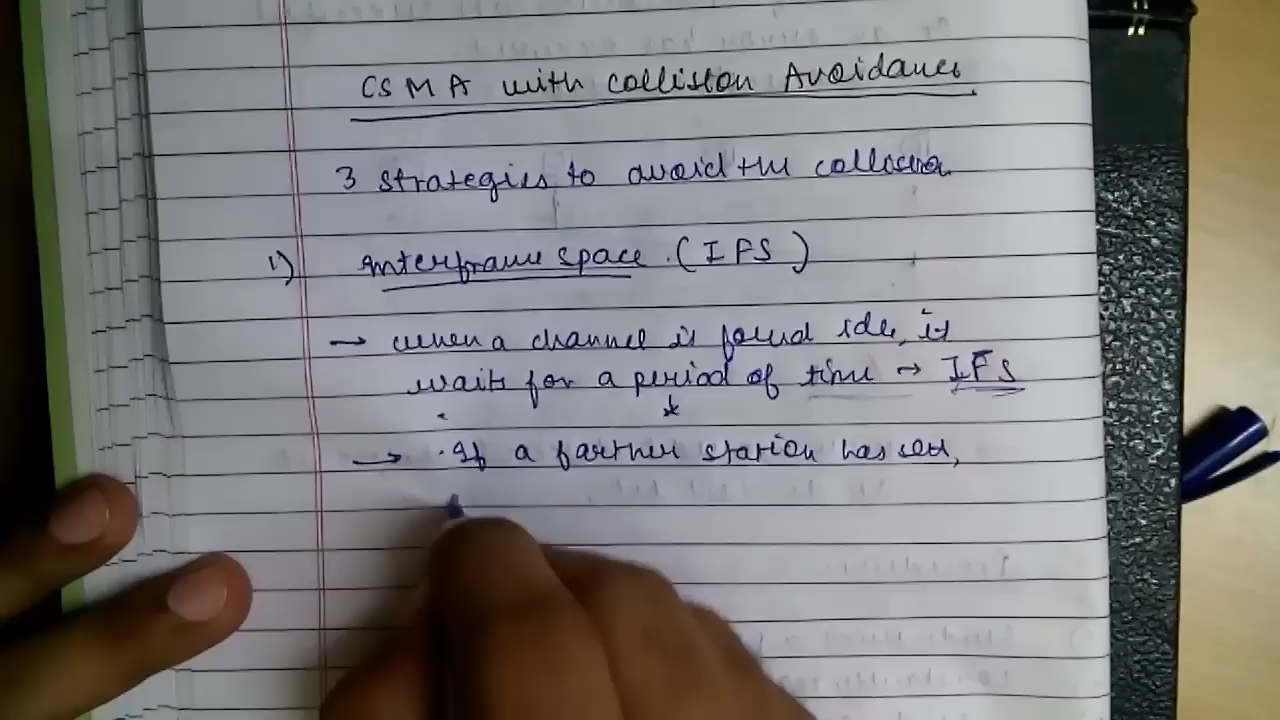 CSMA with collision Avoidance
3 strategies to avoid the collision
1) Interframe space. (IFS)
→ when a channel is found idle, it
waits for a period of time → IFS
→ If a farther station has